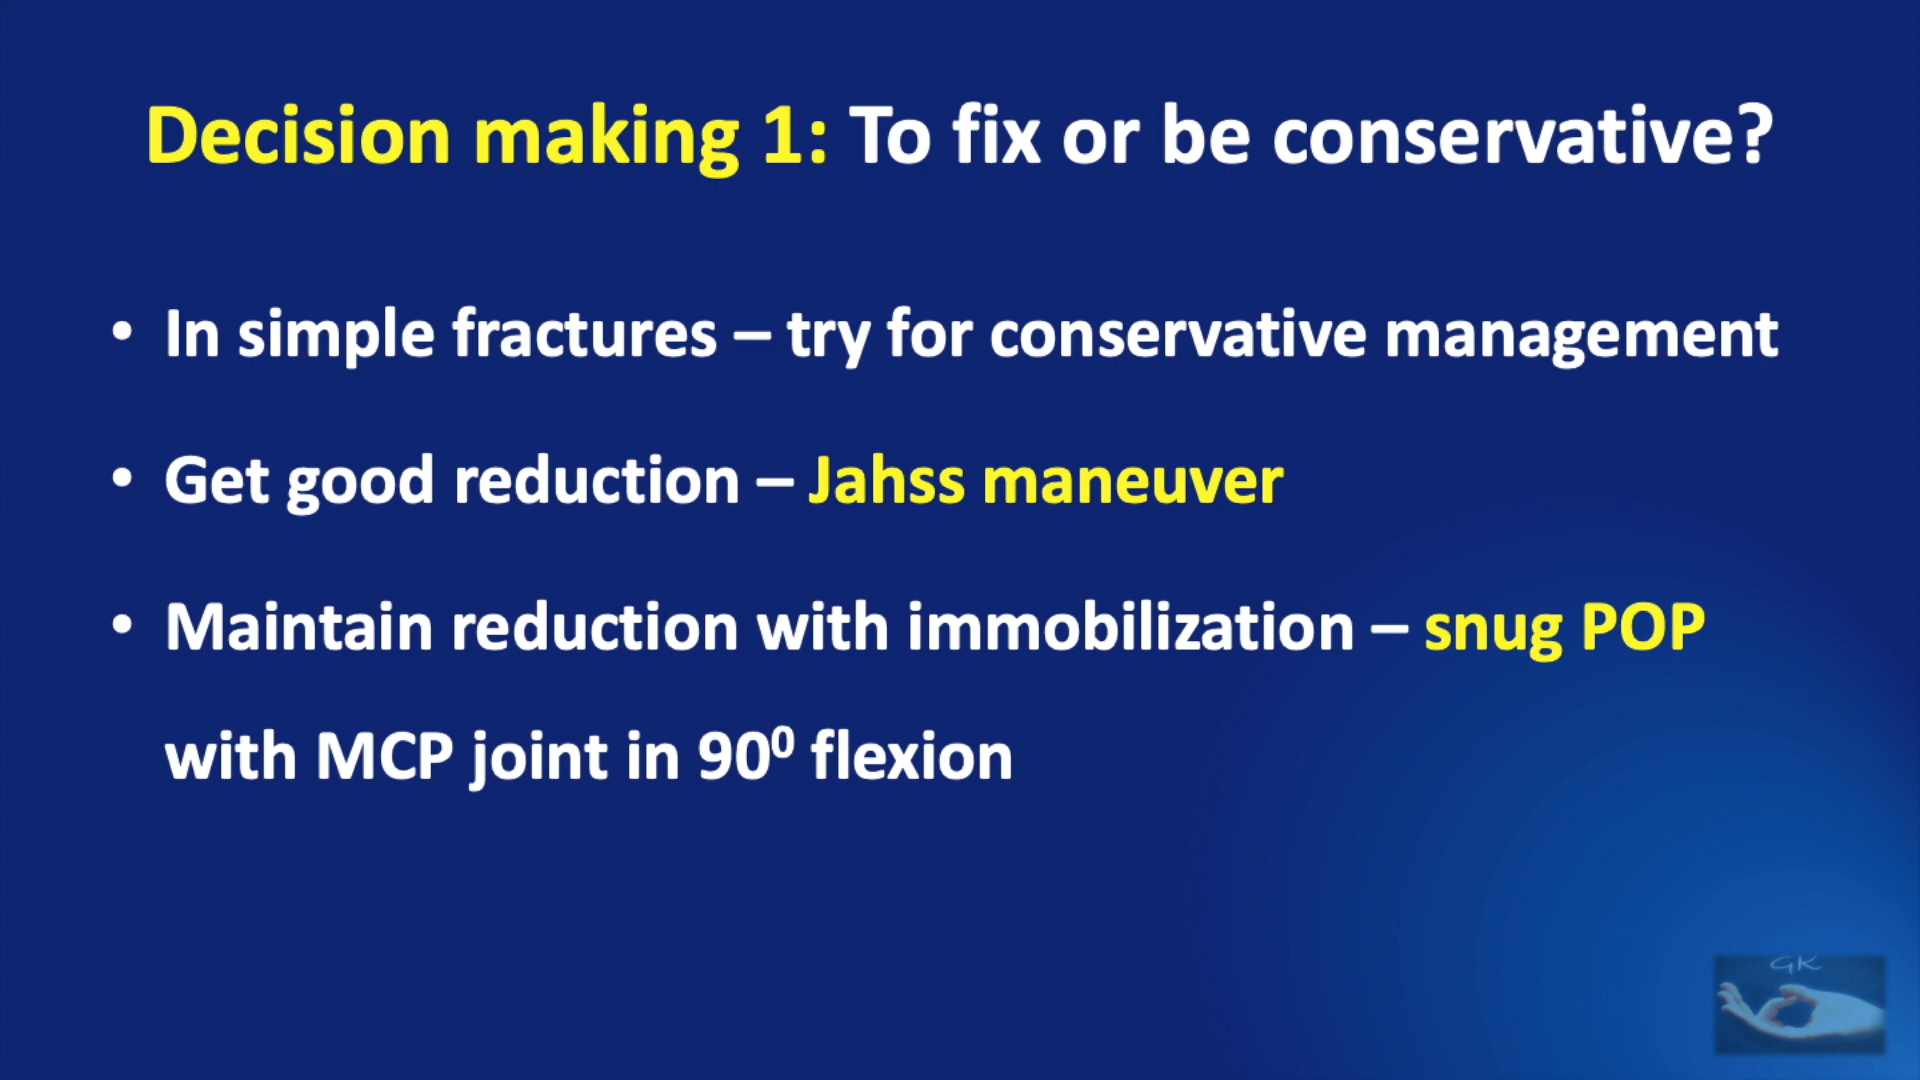 Decision making 1: To fix or be conservative?
• In simple fractures – try for conservative management
• Get good reduction – Jahss maneuver
• Maintain reduction with immobilization – snug POP
with MCP joint in 90⁰ flexion
GK